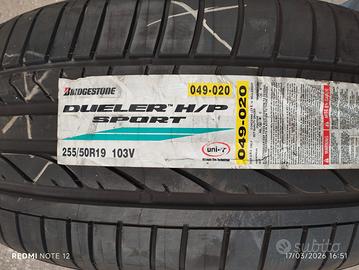 BRIDGESTONE
049-020
DUELER™ H/P
SPORT
049-020
255/50R19 103V
uni-T
REDMI NOTE 12
subito
17/03/2026 16:51